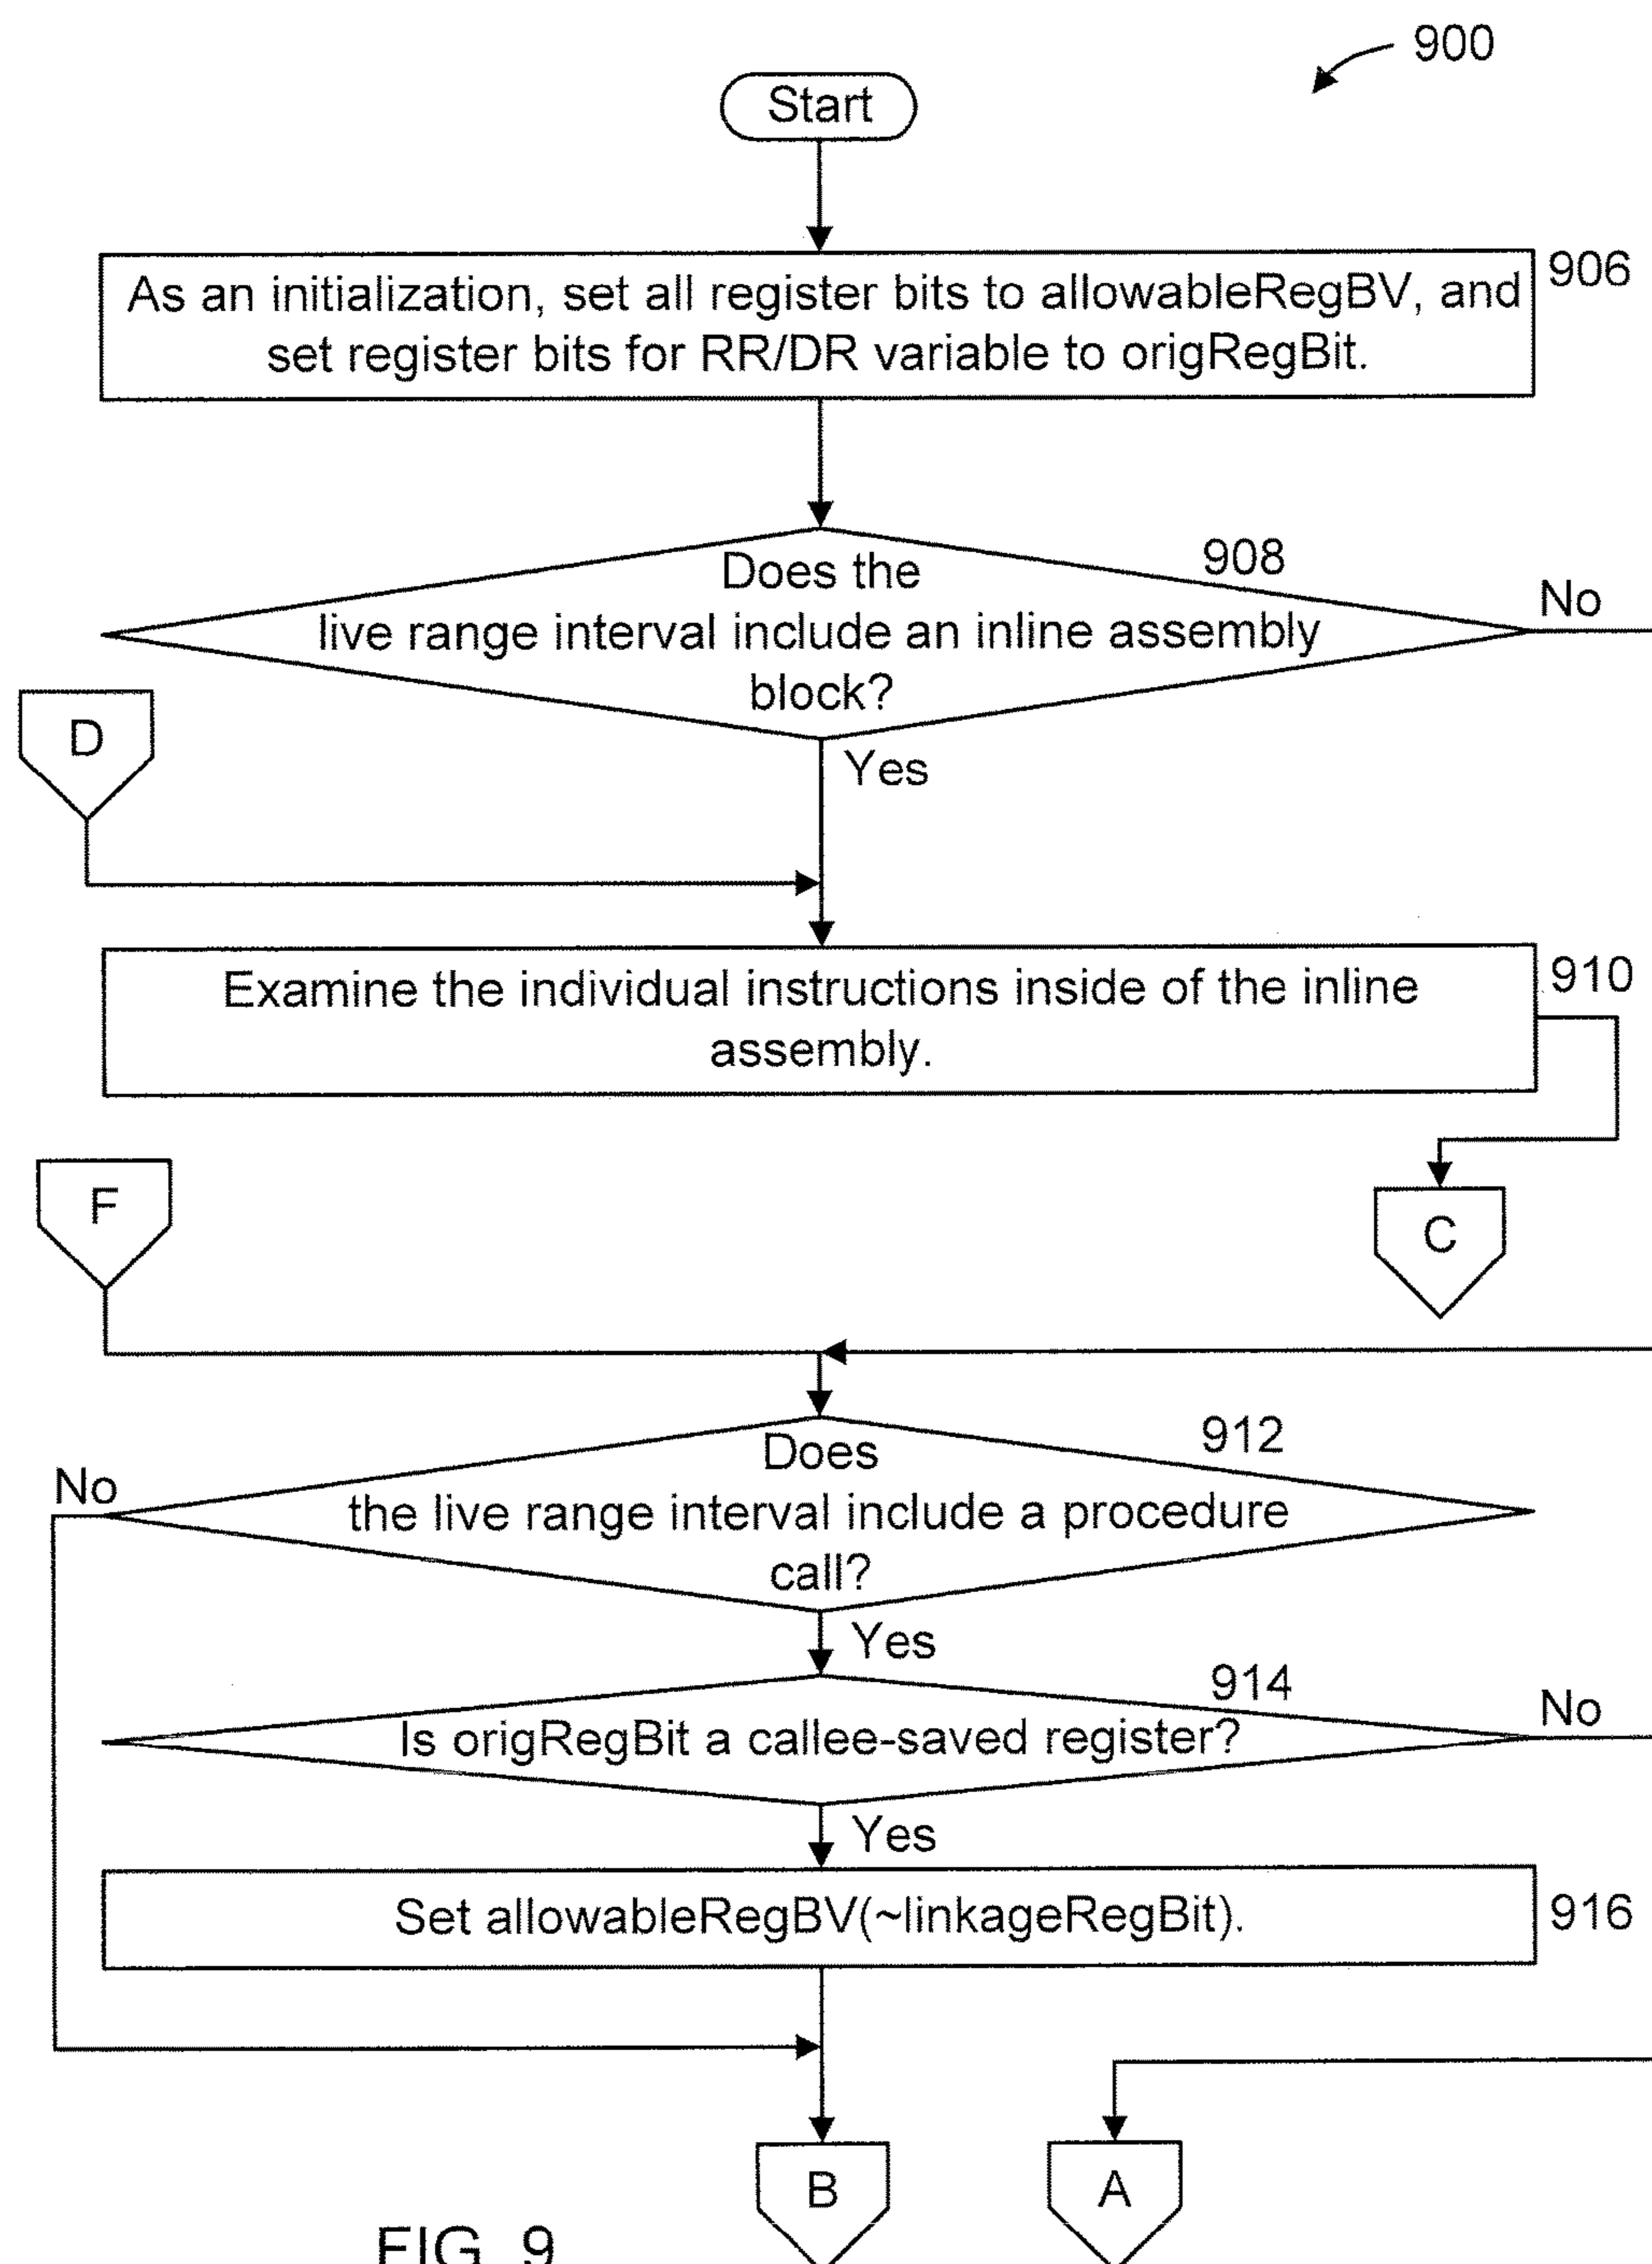 900
Start
As an initialization, set all register bits to allowableRegBV, and
set register bits for RR/DR variable to origRegBit.
906
Does the
live range interval include an inline assembly
block?
908
No
D
Yes
Examine the individual instructions inside of the inline
assembly.
910
F
C
Does
the live range interval include a procedure
call?
912
No
Yes
Is origRegBit a callee-saved register?
914
No
Yes
Set allowableRegBV(~linkageRegBit).
916
B
A
FIG. 9